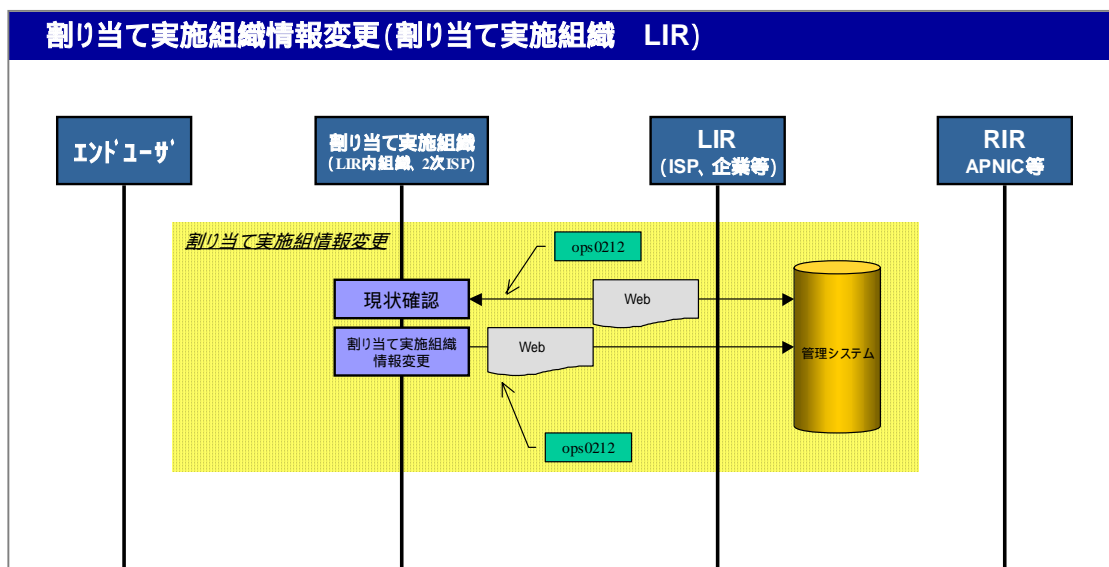 割り当て実施組織情報変更(割り当て実施組織　LIR)
ｴﾝﾄﾞﾕｰｻﾞ
割り当て実施組織
(LIR内組織、2次ISP)
LIR
(ISP、企業等)
RIR
APNIC等
割り当て実施組情報変更
ops0212
現状確認
Web
割り当て実施組織
情報変更
Web
管理システム
ops0212